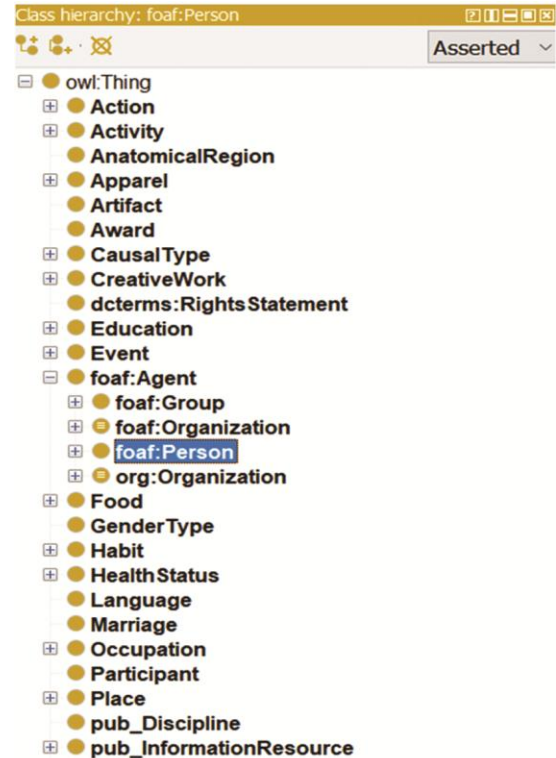 Class hierarchy: foaf:Person
Asserted
owl:Thing
Action
Activity
AnatomicalRegion
Apparel
Artifact
Award
CausalType
CreativeWork
dcterms:RightsStatement
Education
Event
foaf:Agent
foaf:Group
foaf:Organization
foaf:Person
org:Organization
Food
GenderType
Habit
HealthStatus
Language
Marriage
Occupation
Participant
Place
pub_Discipline
pub_InformationResource